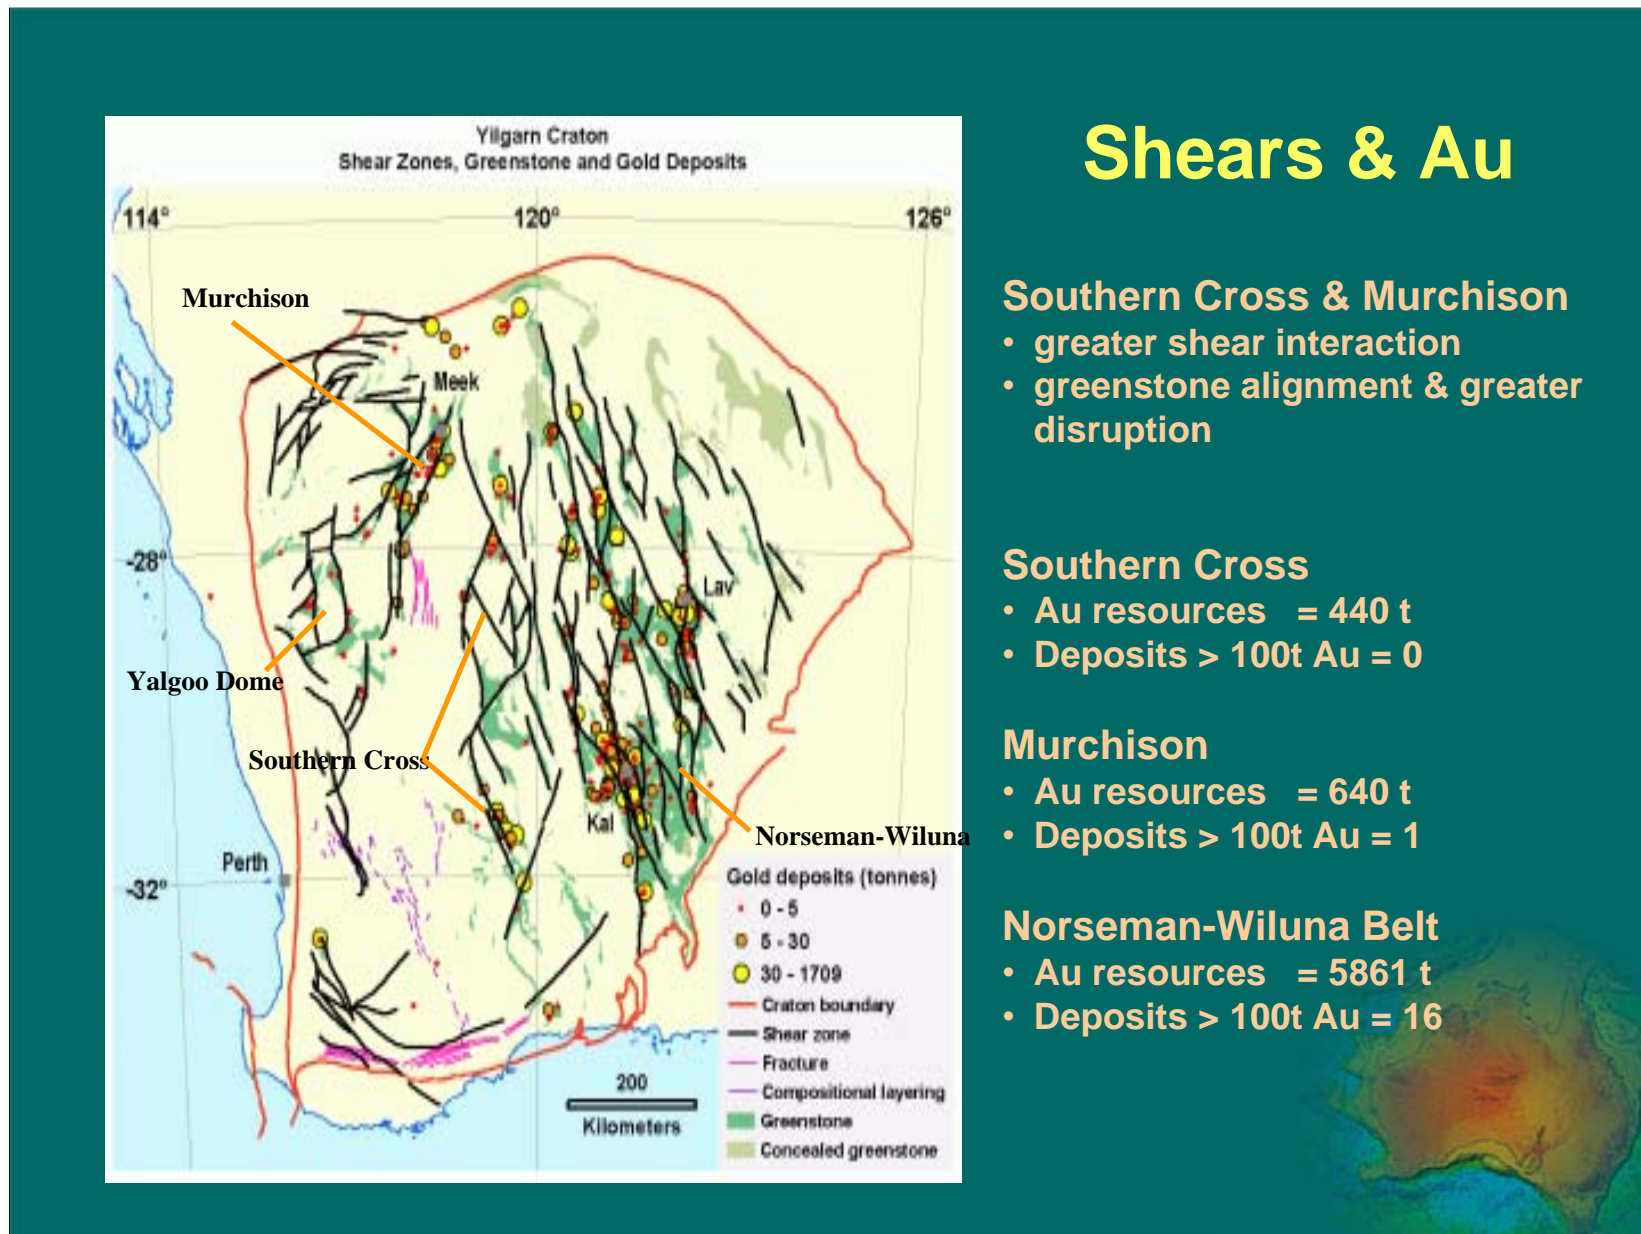 Yilgarn Craton
Shear Zones, Greenstone and Gold Deposits
114°
120°
126°
Murchison
Meek
-28°
Lav
Yalgoo Dome
Southern Cross
Kal
Norseman-Wiluna
Perth
-32°
Gold deposits (tonnes)
0 - 5
5 - 30
30 - 1709
Craton boundary
Shear zone
Fracture
Compositional layering
Greenstone
Concealed greenstone
200
Kilometers
Shears & Au
Southern Cross & Murchison
• greater shear interaction
• greenstone alignment & greater
disruption
Southern Cross
• Au resources = 440 t
• Deposits > 100t Au = 0
Murchison
• Au resources = 640 t
• Deposits > 100t Au = 1
Norseman-Wiluna Belt
• Au resources = 5861 t
• Deposits > 100t Au = 16